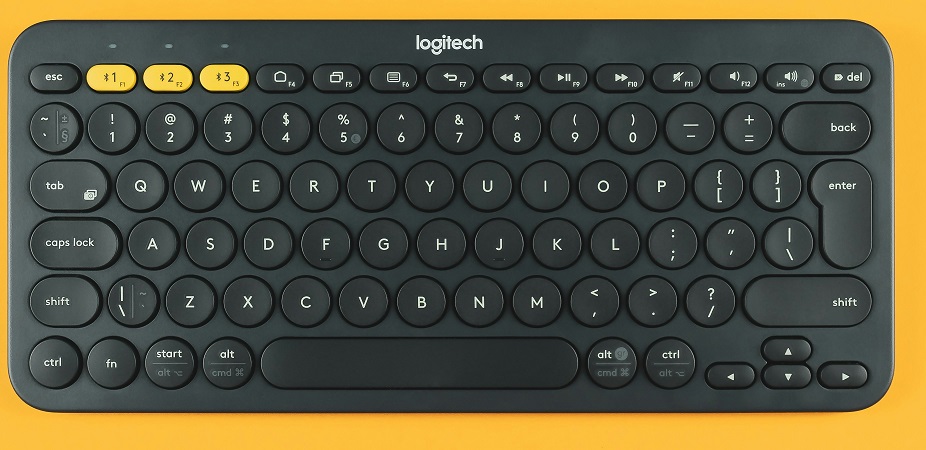 logitech
esc 1 F1 2 F2 3 F3 F4 F5 F6 F7 F8 F9 F10 F11 F12 ins del
~ ± ! @ # $ % ^ & * ( ) — +
` § 1 2 3 4 5 6 7 8 9 0 - = back
tab Q W E R T Y U I O P { [ } ] enter
caps lock A S D F G H J K L : ; " , | \
shift | \ ~ ` Z X C V B N M < , > . ? / shift
ctrl fn start alt alt ctrl
alt ⌥ cmd ⌘ cmd ⌘ alt ⌥